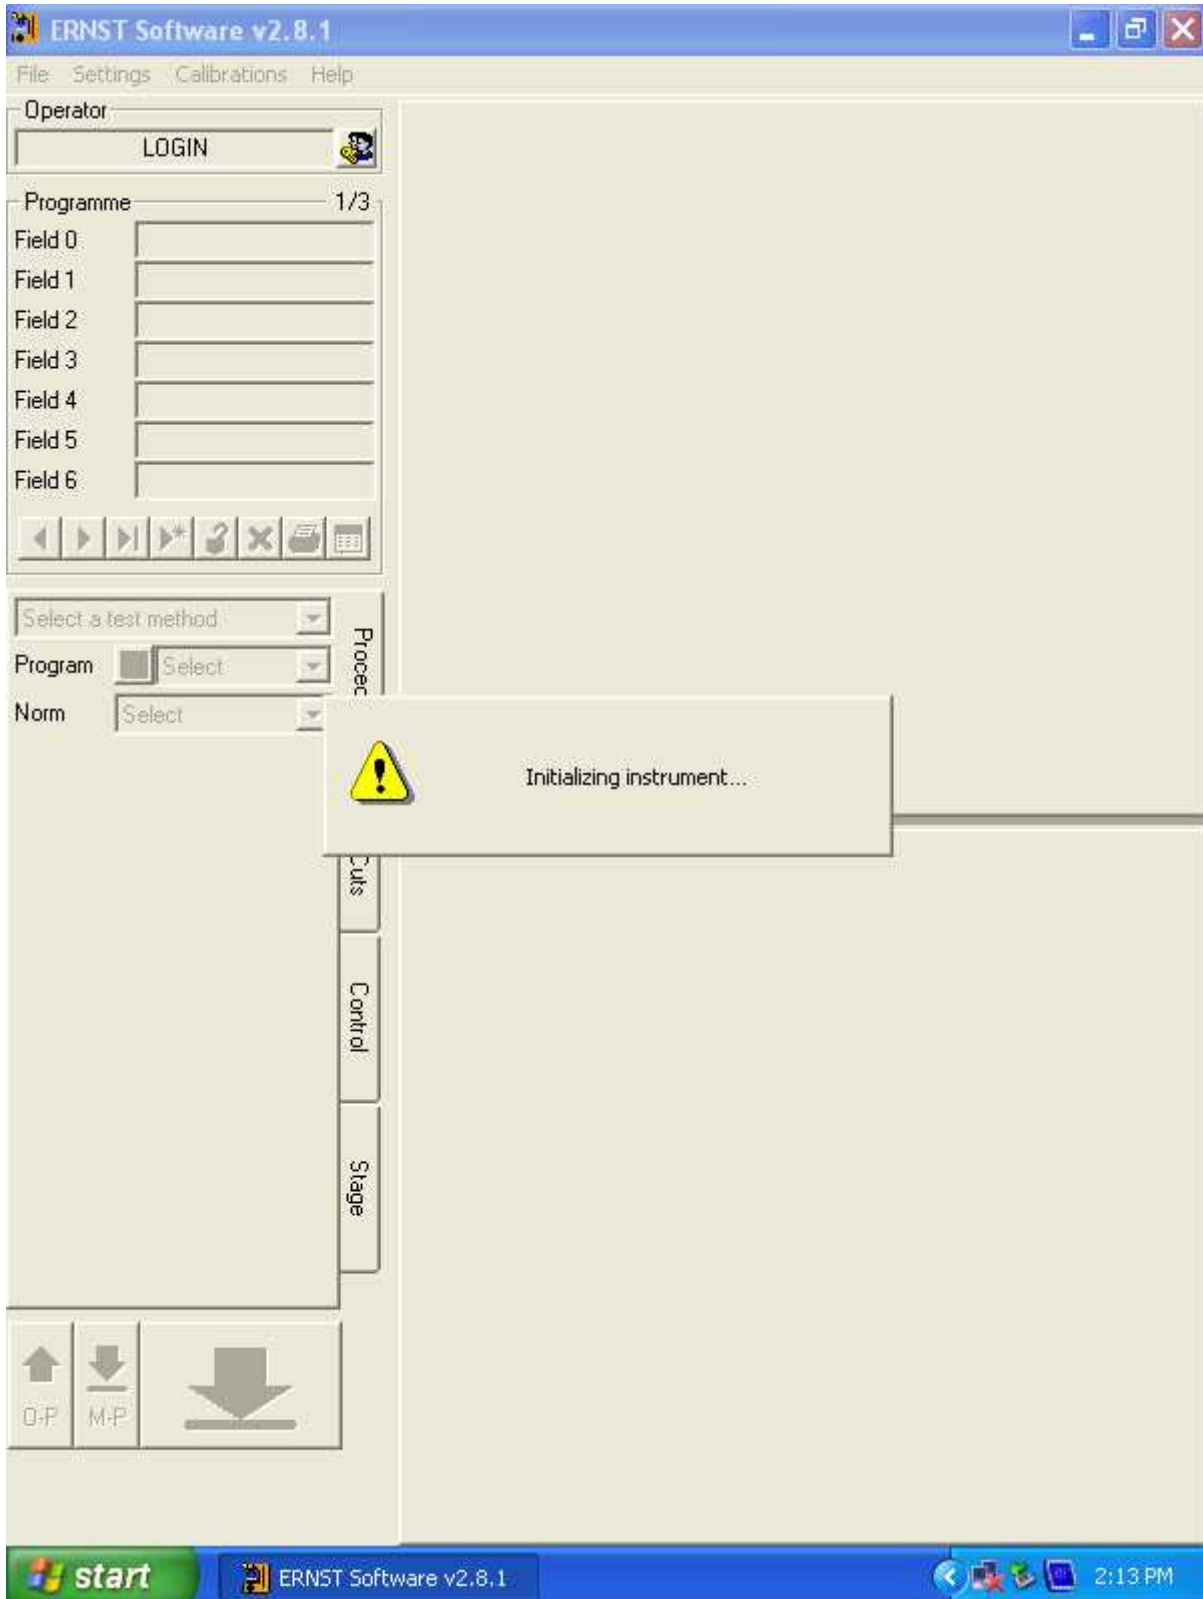 ERNST Software v2.8.1
File Settings Calibrations Help
Operator
LOGIN
Programme 1/3
Field 0
Field 1
Field 2
Field 3
Field 4
Field 5
Field 6
Select a test method
Program Select
Norm Select
Proced
Initializing instrument...
Cuts
Control
Stage
O-P M-P
start ERNST Software v2.8.1 2:13 PM